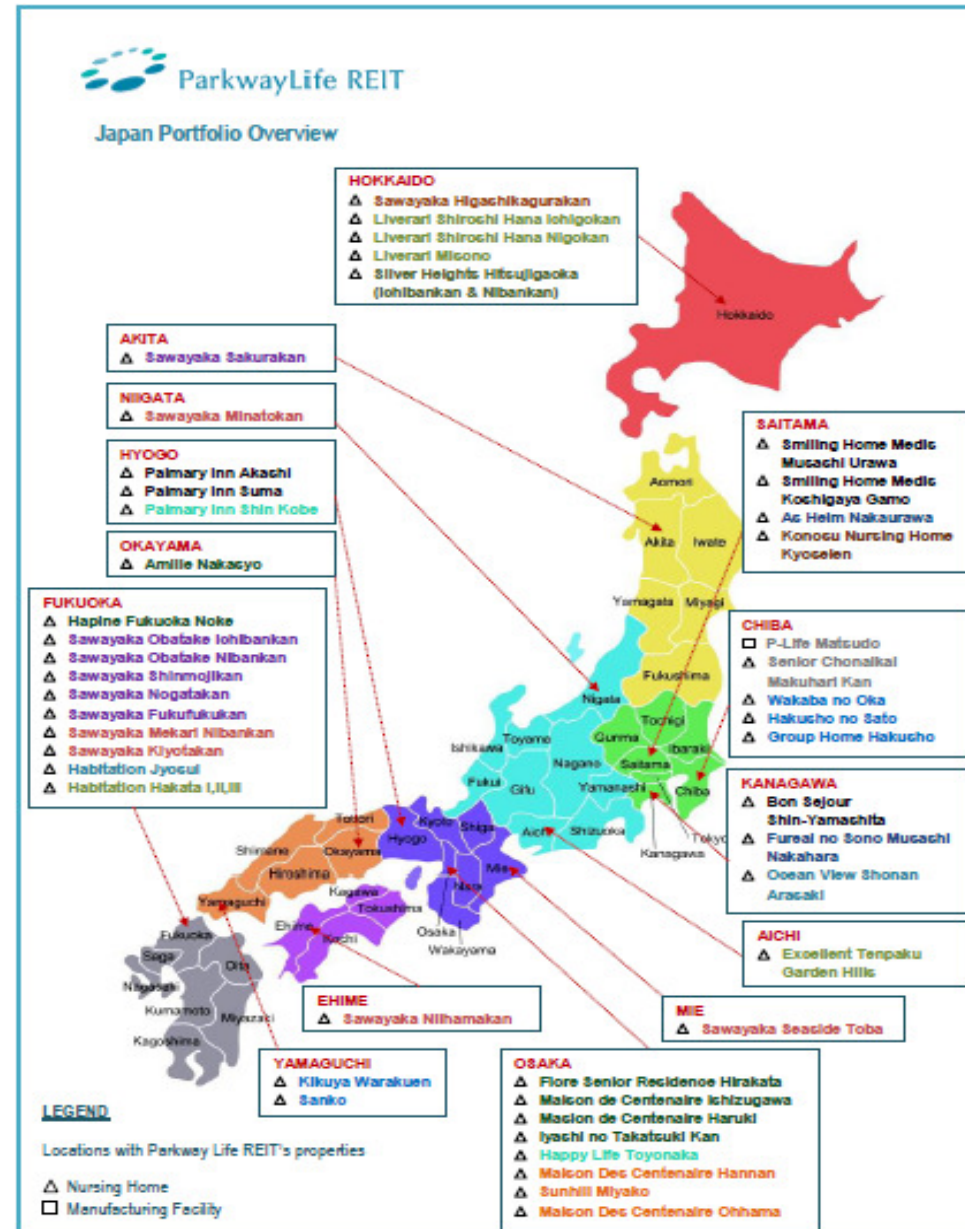 ParkwayLife REIT
Japan Portfolio Overview
HOKKAIDO
Sawayaka Higashikagurakan
Liverari Shiroshi Hana Iohigokan
Liverari Shiroshi Hana Nigokan
Liverari Misono
Silver Heights Hitsujigaoka
(Iohibankan & Nibankan)
Hokkaido
AKITA
Sawayaka Sakurakan
NIIGATA
Sawayaka Minatokan
HYOGO
Palmary Inn Akashi
Palmary Inn Suma
Palmary Inn Shin Kobe
OKAYAMA
Amille Nakasyo
FUKUOKA
Hapine Fukuoka Noke
Sawayaka Obatake Iohibankan
Sawayaka Obatake Nibankan
Sawayaka Shinmojikan
Sawayaka Nogatakan
Sawayaka Fukufukukan
Sawayaka Mekari Nibankan
Sawayaka Kiyotakan
Habitation Jyosui
Habitation Hakata I,II,III
SAITAMA
Smiling Home Medis
Musashi Urawa
Smiling Home Medis
Koshigaya Gamo
As Heim Nakaurawa
Konosu Nursing Home
Kyoseien
CHIBA
P-Life Matsudo
Senior Chonaikai
Makuhari Kan
Wakaba no Oka
Hakusho no Sato
Group Home Hakusho
KANAGAWA
Bon Sejour
Shin-Yamashita
Fureai no Sono Musashi
Nakahara
Ocean View Shonan
Arasaki
AICHI
Excellent Tenpaku
Garden Hills
MIE
Sawayaka Seaside Toba
EHIME
Sawayaka Niihamakan
YAMAGUCHI
Kikuya Warakuen
Sanko
OSAKA
Fiore Senior Residence Hirakata
Maison de Centenaire Ishizugawa
Masion de Centenaire Haruki
Iyashi no Takatsuki Kan
Happy Life Toyonaka
Maison Des Centenaire Hannan
Sunhill Miyako
Maison Des Centenaire Ohhama
Aomori
Akita
Iwate
Yamagata
Miyagi
Fukushima
Niigata
Tochigi
Gunma
Ibaraki
Ishikawa
Toyama
Nagano
Saitama
Fukui
Gifu
Yamanashi
Chiba
Aichi
Shizuoka
Tokyo
Kanagawa
Tottori
Kyoto
Shiga
Hyogo
Shimane
Okayama
Hiroshima
Mie
Nara
Kagawa
Yamaguchi
Tokushima
Osaka
Ehime
Kochi
Wakayama
Fukuoka
Saga
Oita
Nagasaki
Kumamoto
Miyazaki
Kagoshima
LEGEND
Locations with Parkway Life REIT's properties
Nursing Home
Manufacturing Facility